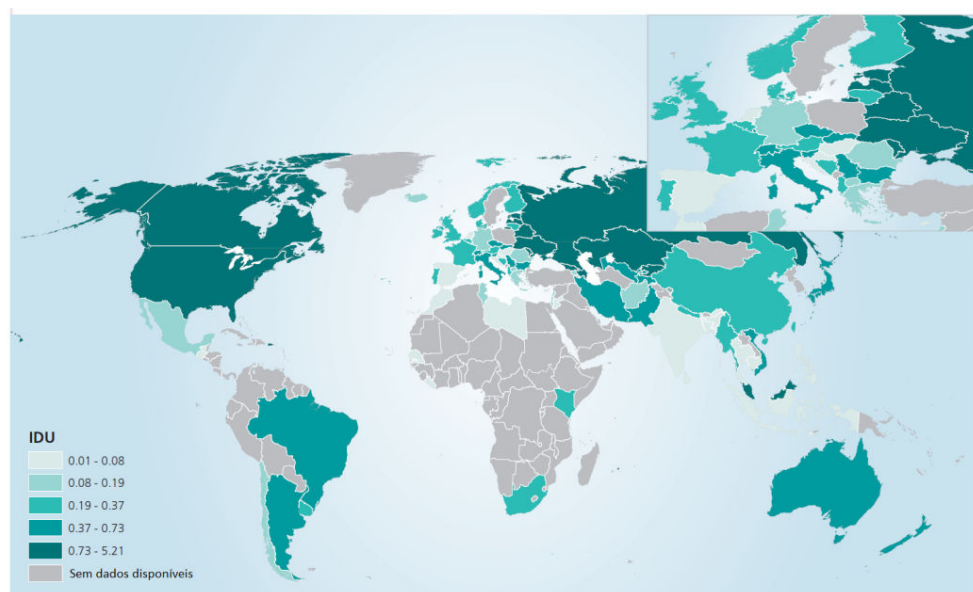 IDU
0.01 - 0.08
0.08 - 0.19
0.19 - 0.37
0.37 - 0.73
0.73 - 5.21
Sem dados disponíveis